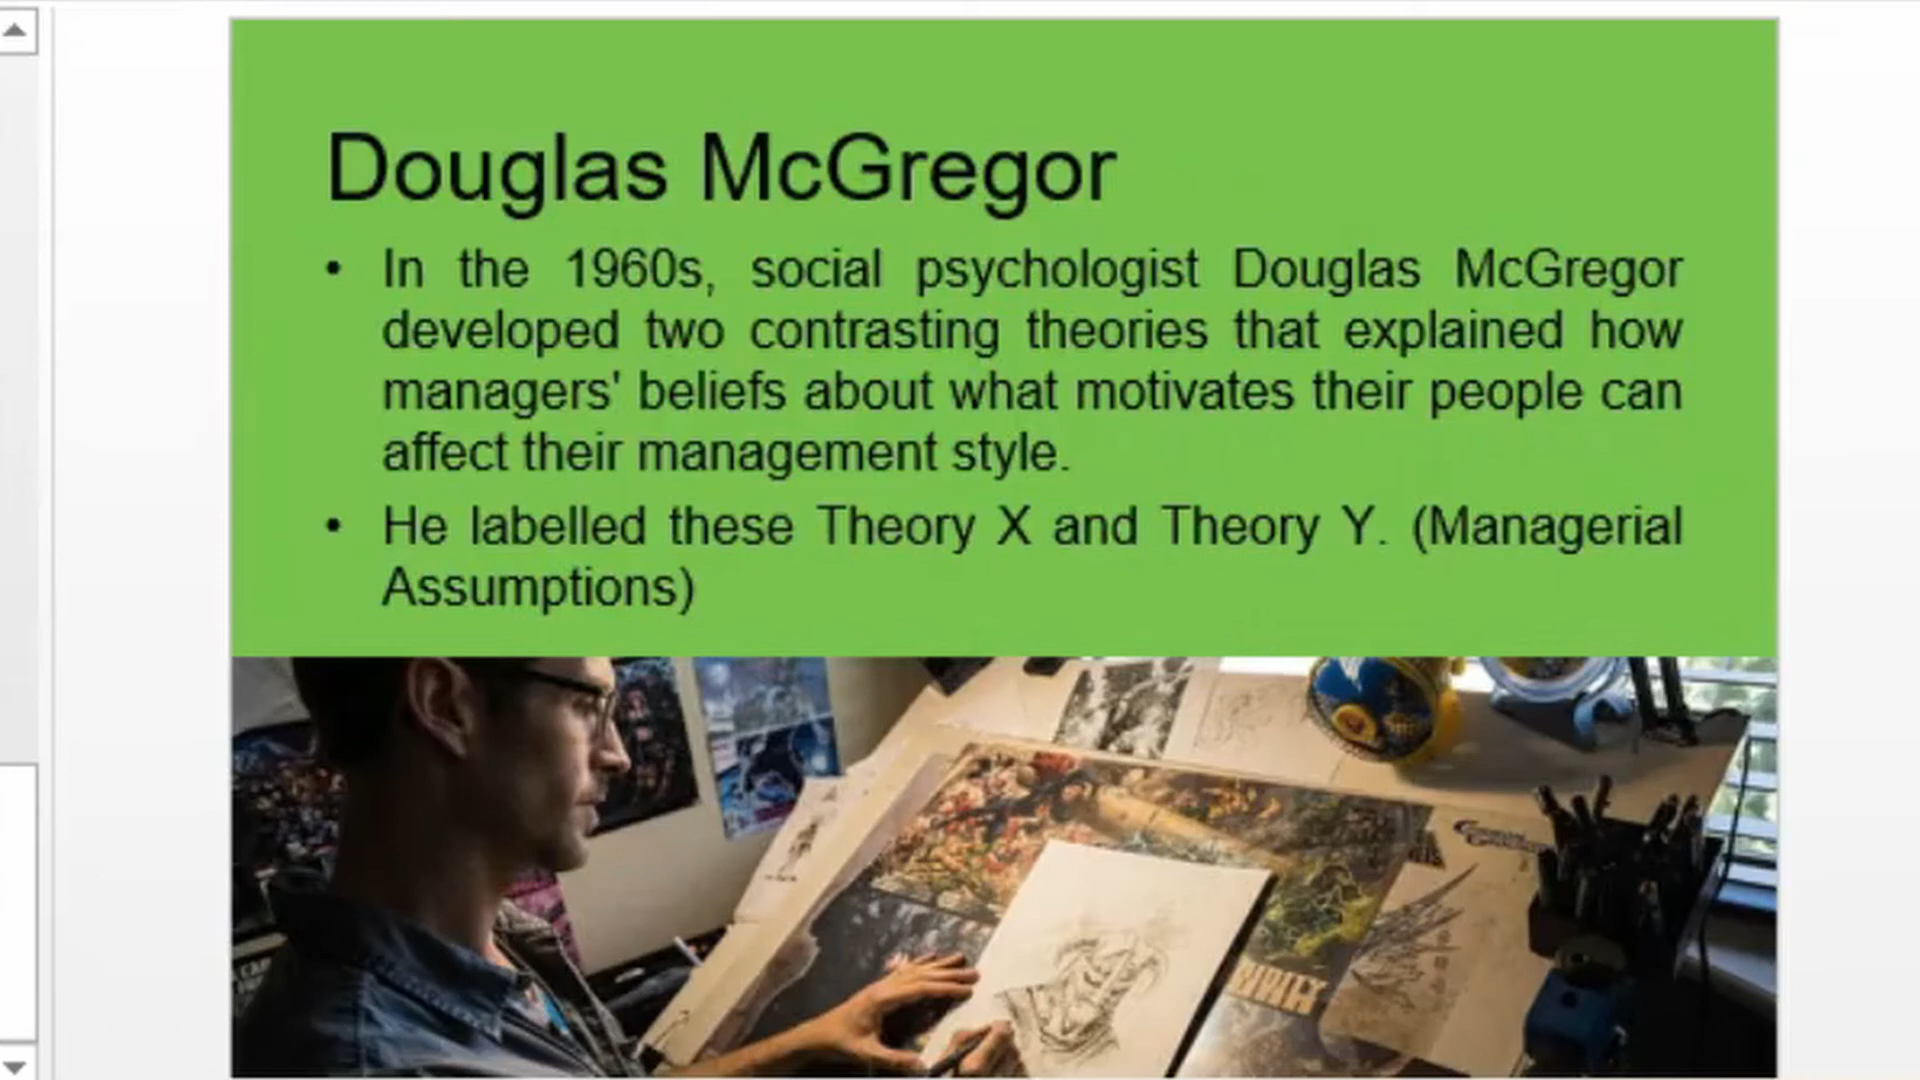 Douglas McGregor
• In the 1960s, social psychologist Douglas McGregor
developed two contrasting theories that explained how
managers' beliefs about what motivates their people can
affect their management style.
• He labelled these Theory X and Theory Y. (Managerial
Assumptions)